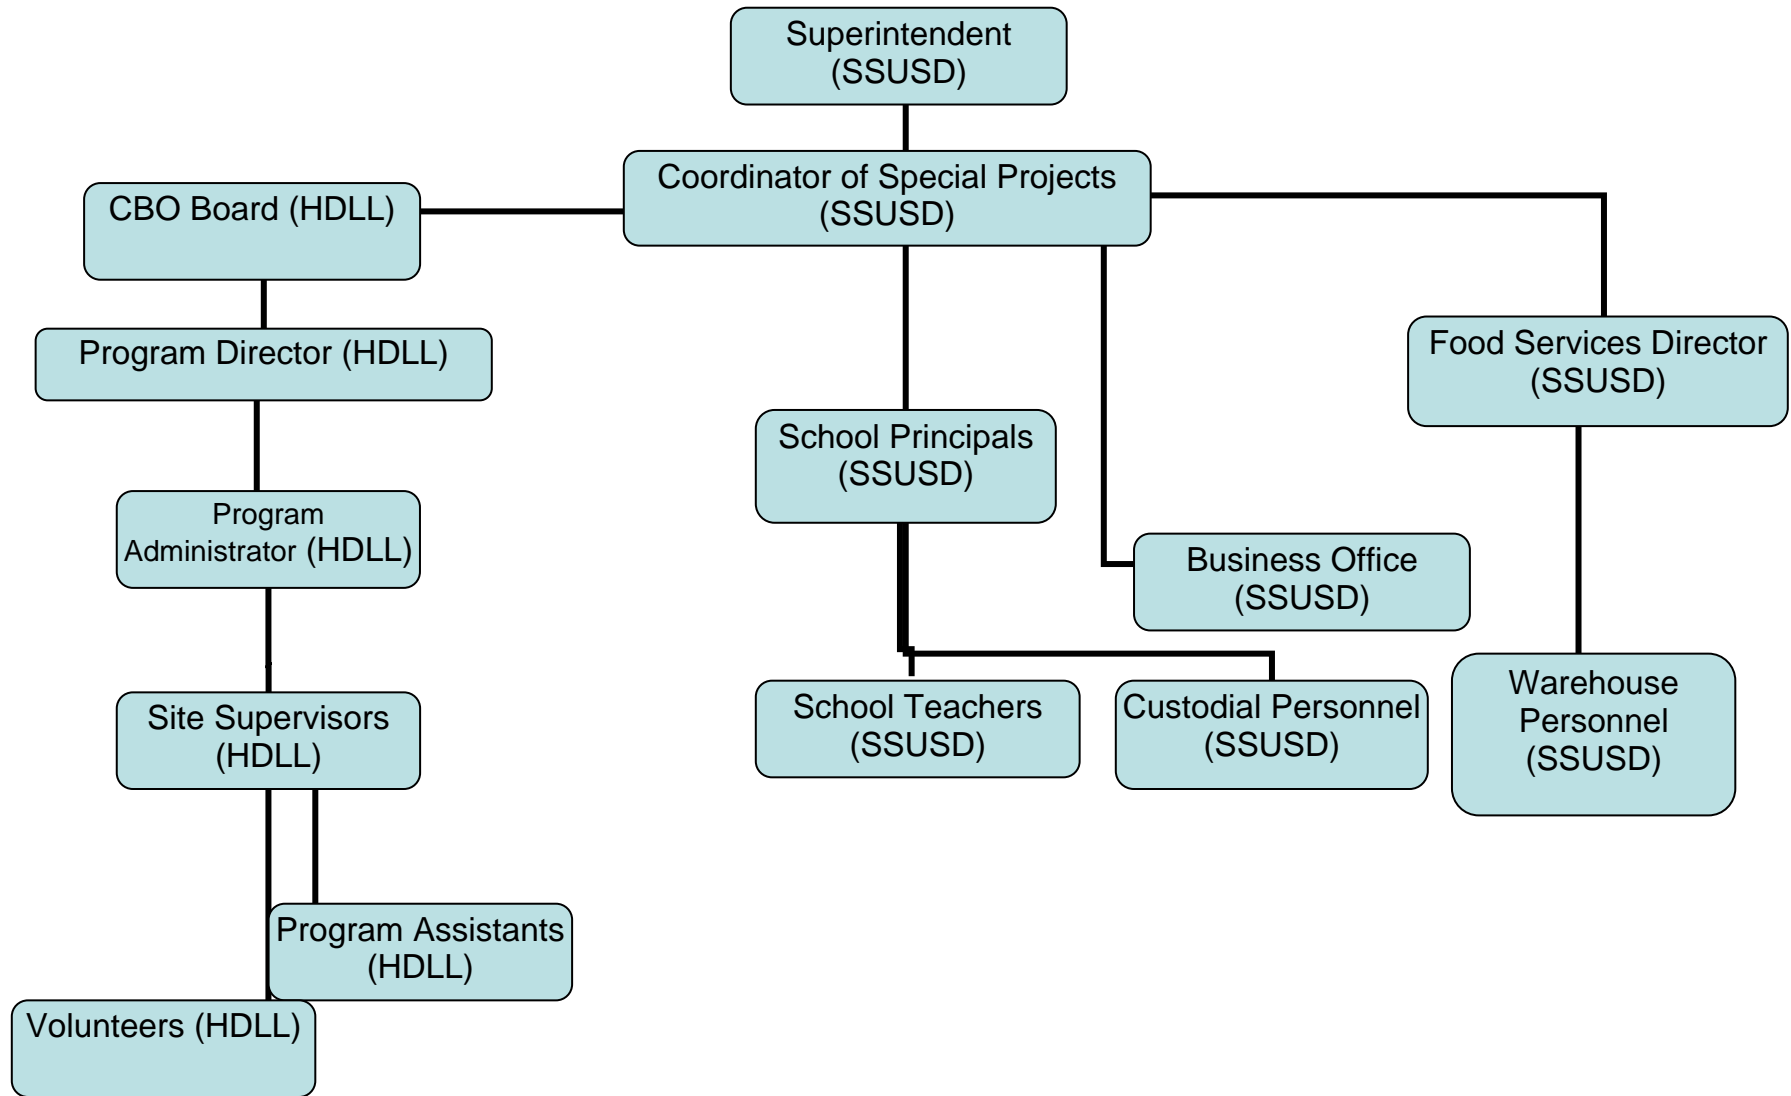 Superintendent
(SSUSD)
Coordinator of Special Projects
(SSUSD)
CBO Board (HDLL)
Program Director (HDLL)
Food Services Director
(SSUSD)
School Principals
(SSUSD)
Program
Administrator (HDLL)
Business Office
(SSUSD)
Site Supervisors
(HDLL)
School Teachers
(SSUSD)
Custodial Personnel
(SSUSD)
Warehouse
Personnel
(SSUSD)
Program Assistants
(HDLL)
Volunteers (HDLL)